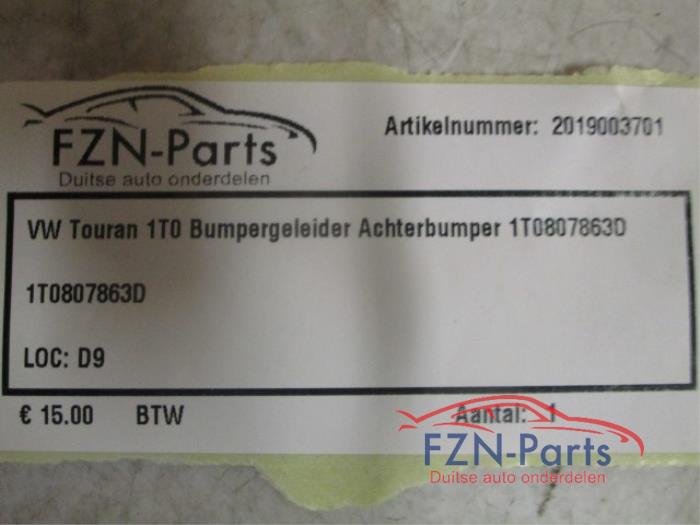 FZN-Parts
Duitse auto onderdelen
Artikelnummer: 2019003701
VW Touran 1T0 Bumpergeleider Achterbumper 1T0807863D
1T0807863D
LOC: D9
€ 15.00 BTW Aantal: 1
FZN-Parts
Duitse auto onderdelen